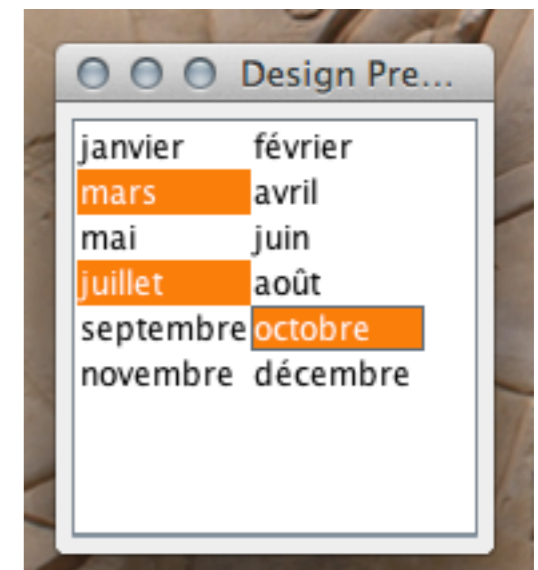 Design Pre...
janvier février
mars avril
mai juin
juillet août
septembre octobre
novembre décembre